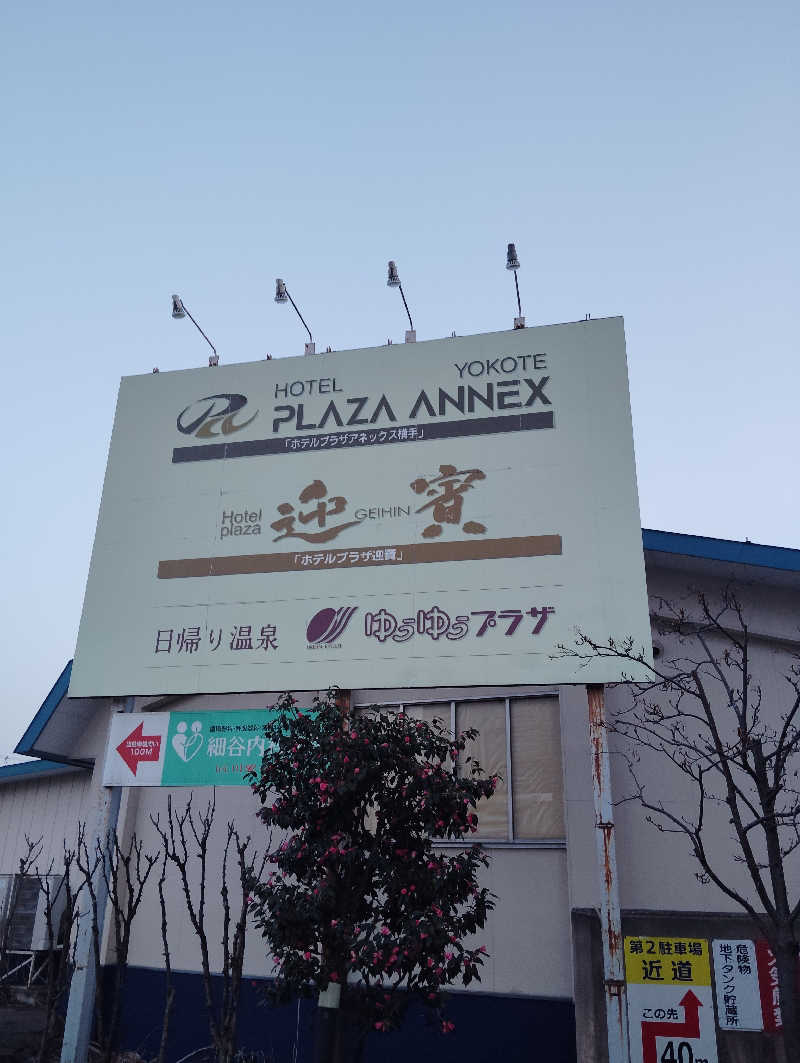 HOTEL YOKOTE
PLAZA ANNEX
「ホテルプラザアネックス横手」
Hotel plaza 迎 GEIHIN 賓
「ホテルプラザ迎賓」
日帰り温泉 ゆうゆうプラザ
100M
細谷内
第2駐車場
近道
この先
40m
危険物
地下タンク貯蔵所